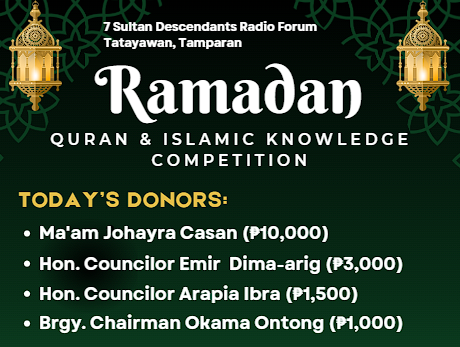 7 Sultan Descendants Radio Forum
Tatayawan, Tamparan
Ramadan
QURAN & ISLAMIC KNOWLEDGE
COMPETITION
TODAY'S DONORS:
• Ma'am Johayra Casan (₱10,000)
• Hon. Councilor Emir Dima-arig (₱3,000)
• Hon. Councilor Arapia Ibra (₱1,500)
• Brgy. Chairman Okama Ontong (₱1,000)